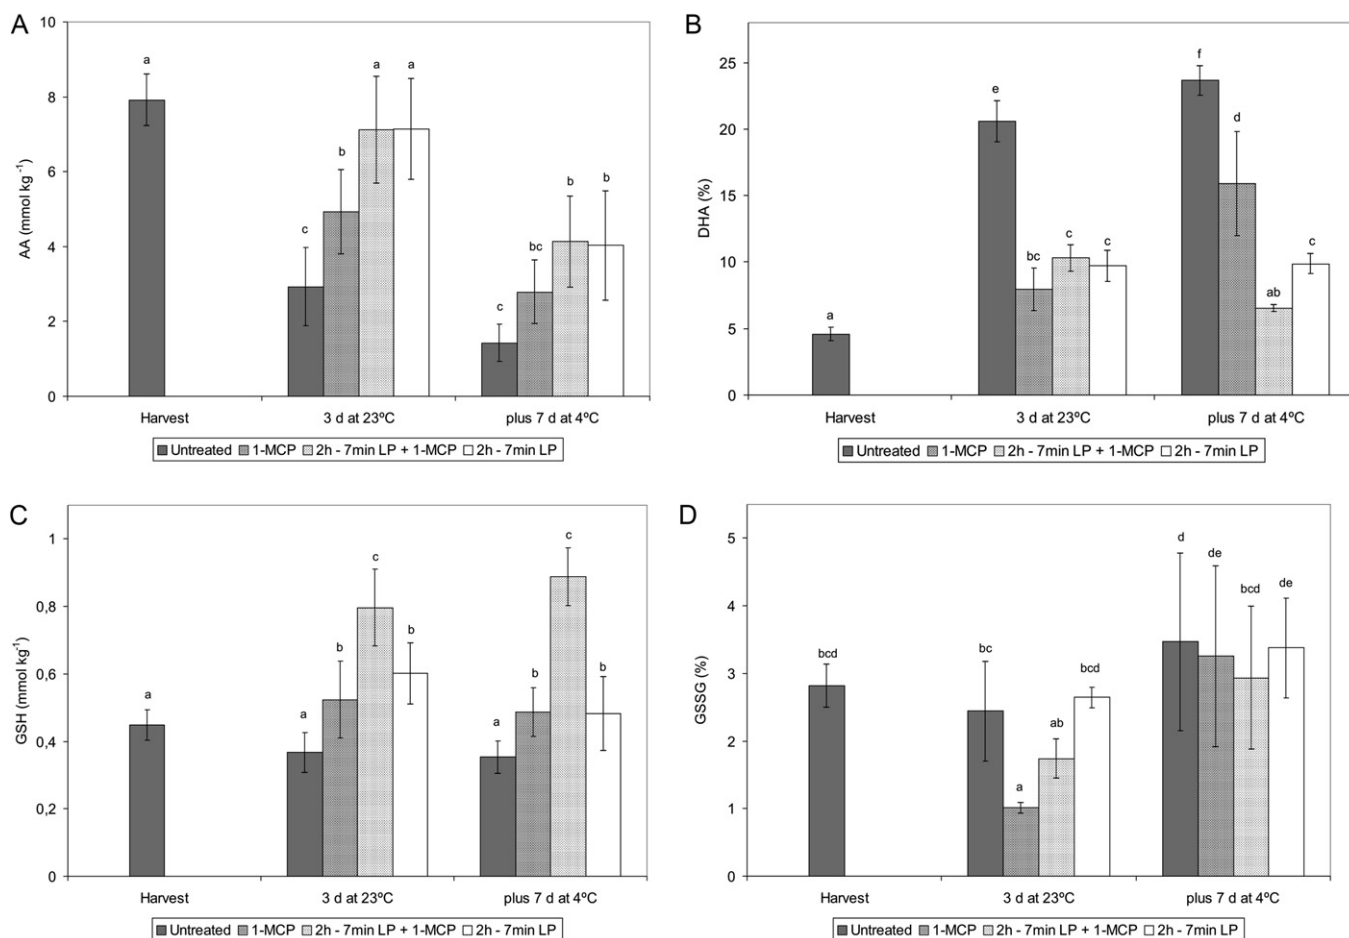 A
AA (mmol kg⁻¹)
10
8
6
4
2
0
a
c
b
a
a
c
bc
b
b
Harvest
3 d at 23ºC
plus 7 d at 4ºC
Untreated 1-MCP 2h - 7min LP + 1-MCP 2h - 7min LP
B
DHA (%)
25
20
15
10
5
0
a
e
bc
c
c
f
d
ab
c
Harvest
3 d at 23ºC
plus 7 d at 4ºC
Untreated 1-MCP 2h - 7min LP + 1-MCP 2h - 7min LP
C
GSH (mmol kg⁻¹)
1
0,8
0,6
0,4
0,2
0
a
a
b
c
b
a
b
c
b
Harvest
3 d at 23ºC
plus 7 d at 4ºC
Untreated 1-MCP 2h - 7min LP + 1-MCP 2h - 7min LP
D
GSSG (%)
5
4
3
2
1
0
bcd
bc
a
ab
bcd
d
de
bcd
de
Harvest
3 d at 23ºC
plus 7 d at 4ºC
Untreated 1-MCP 2h - 7min LP + 1-MCP 2h - 7min LP